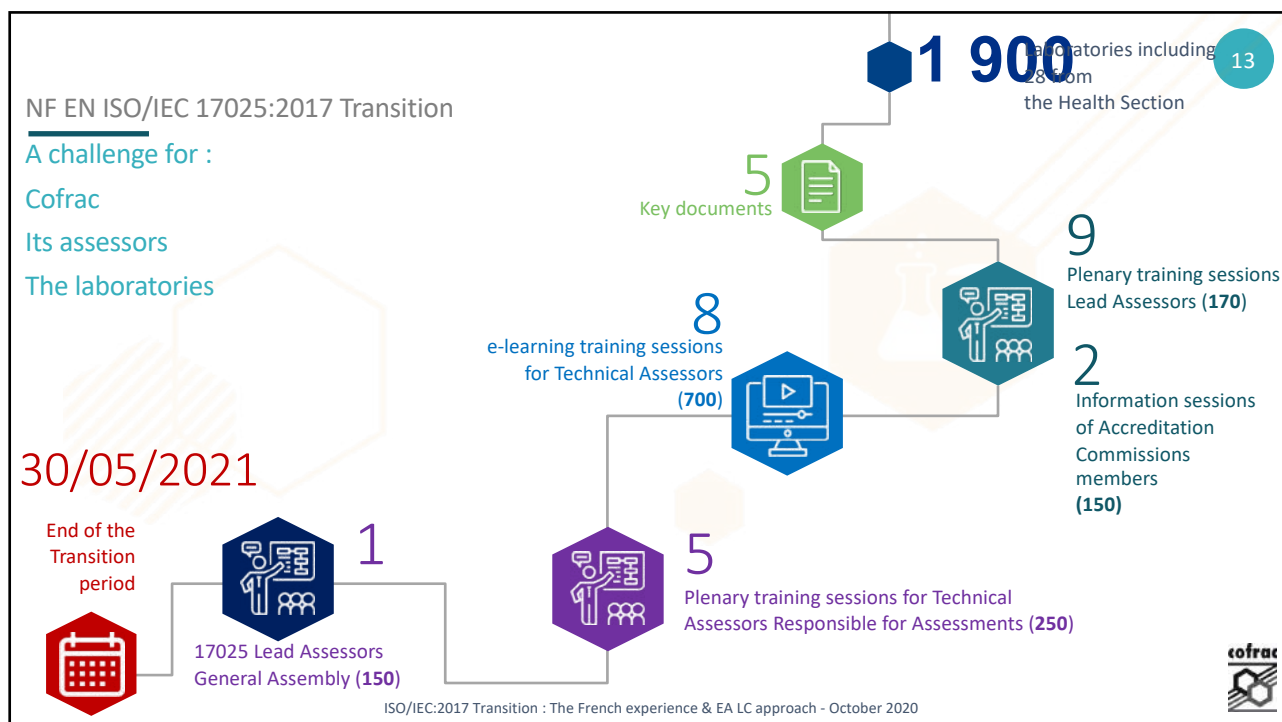 1 900
Laboratories including
28 from
the Health Section
13
NF EN ISO/IEC 17025:2017 Transition
A challenge for :
Cofrac
Its assessors
The laboratories
5
Key documents
9
Plenary training sessions
Lead Assessors (170)
2
Information sessions
of Accreditation
Commissions
members
(150)
8
e-learning training sessions
for Technical Assessors
(700)
5
Plenary training sessions for Technical
Assessors Responsible for Assessments (250)
1
17025 Lead Assessors
General Assembly (150)
30/05/2021
End of the
Transition
period
ISO/IEC:2017 Transition : The French experience & EA LC approach - October 2020
cofrac